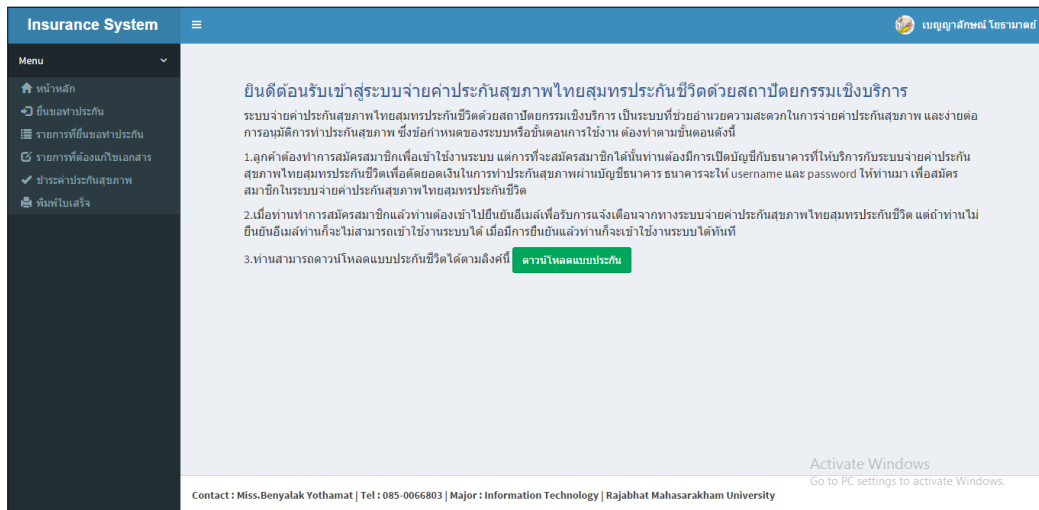 Insurance System
เบญญาลักษณ์ โยธามาตย์
Menu
หน้าหลัก
ยื่นขอทำประกัน
รายการที่ยื่นขอทำประกัน
รายการที่ต้องแก้ไขเอกสาร
ชำระค่าประกันสุขภาพ
พิมพ์ใบเสร็จ
ยินดีต้อนรับเข้าสู่ระบบจ่ายค่าประกันสุขภาพไทยสมุทรประกันชีวิตด้วยสถาปัตยกรรมเชิงบริการ
ระบบจ่ายค่าประกันสุขภาพไทยสมุทรประกันชีวิตด้วยสถาปัตยกรรมเชิงบริการ เป็นระบบที่ช่วยอำนวยความสะดวกในการจ่ายค่าประกันสุขภาพ และง่ายต่อ
การอนุมัติการทำประกันสุขภาพ ซึ่งข้อกำหนดของระบบหรือขั้นตอนการใช้งาน ต้องทำตามขั้นตอนดังนี้
1.ลูกค้าต้องทำการสมัครสมาชิกเพื่อเข้าใช้งานระบบ แต่การที่จะสมัครสมาชิกได้นั้นท่านต้องมีการเปิดบัญชีกับธนาคารที่ให้บริการกับระบบจ่ายค่าประกัน
สุขภาพไทยสมุทรประกันชีวิตเพื่อตัดยอดเงินในการทำประกันสุขภาพผ่านบัญชีธนาคาร ธนาคารจะให้ username และ password ให้ท่านมา เพื่อสมัคร
สมาชิกในระบบจ่ายค่าประกันสุขภาพไทยสมุทรประกันชีวิต
2.เมื่อท่านทำการสมัครสมาชิกแล้วท่านต้องเข้าไปยืนยันอีเมล์เพื่อรับการแจ้งเตือนจากทางระบบจ่ายค่าประกันสุขภาพไทยสมุทรประกันชีวิต แต่ถ้าท่านไม่
ยืนยันอีเมล์ท่านก็จะไม่สามารถเข้าใช้งานระบบได้ เมื่อมีการยืนยันแล้วท่านก็จะเข้าใช้งานระบบได้ทันที
3.ท่านสามารถดาวน์โหลดแบบประกันชีวิตได้ตามลิงค์นี้ ดาวน์โหลดแบบประกัน
Activate Windows
Go to PC settings to activate Windows.
Contact : Miss.Benyalak Yothamat | Tel : 085-0066803 | Major : Information Technology | Rajabhat Mahasarakham University